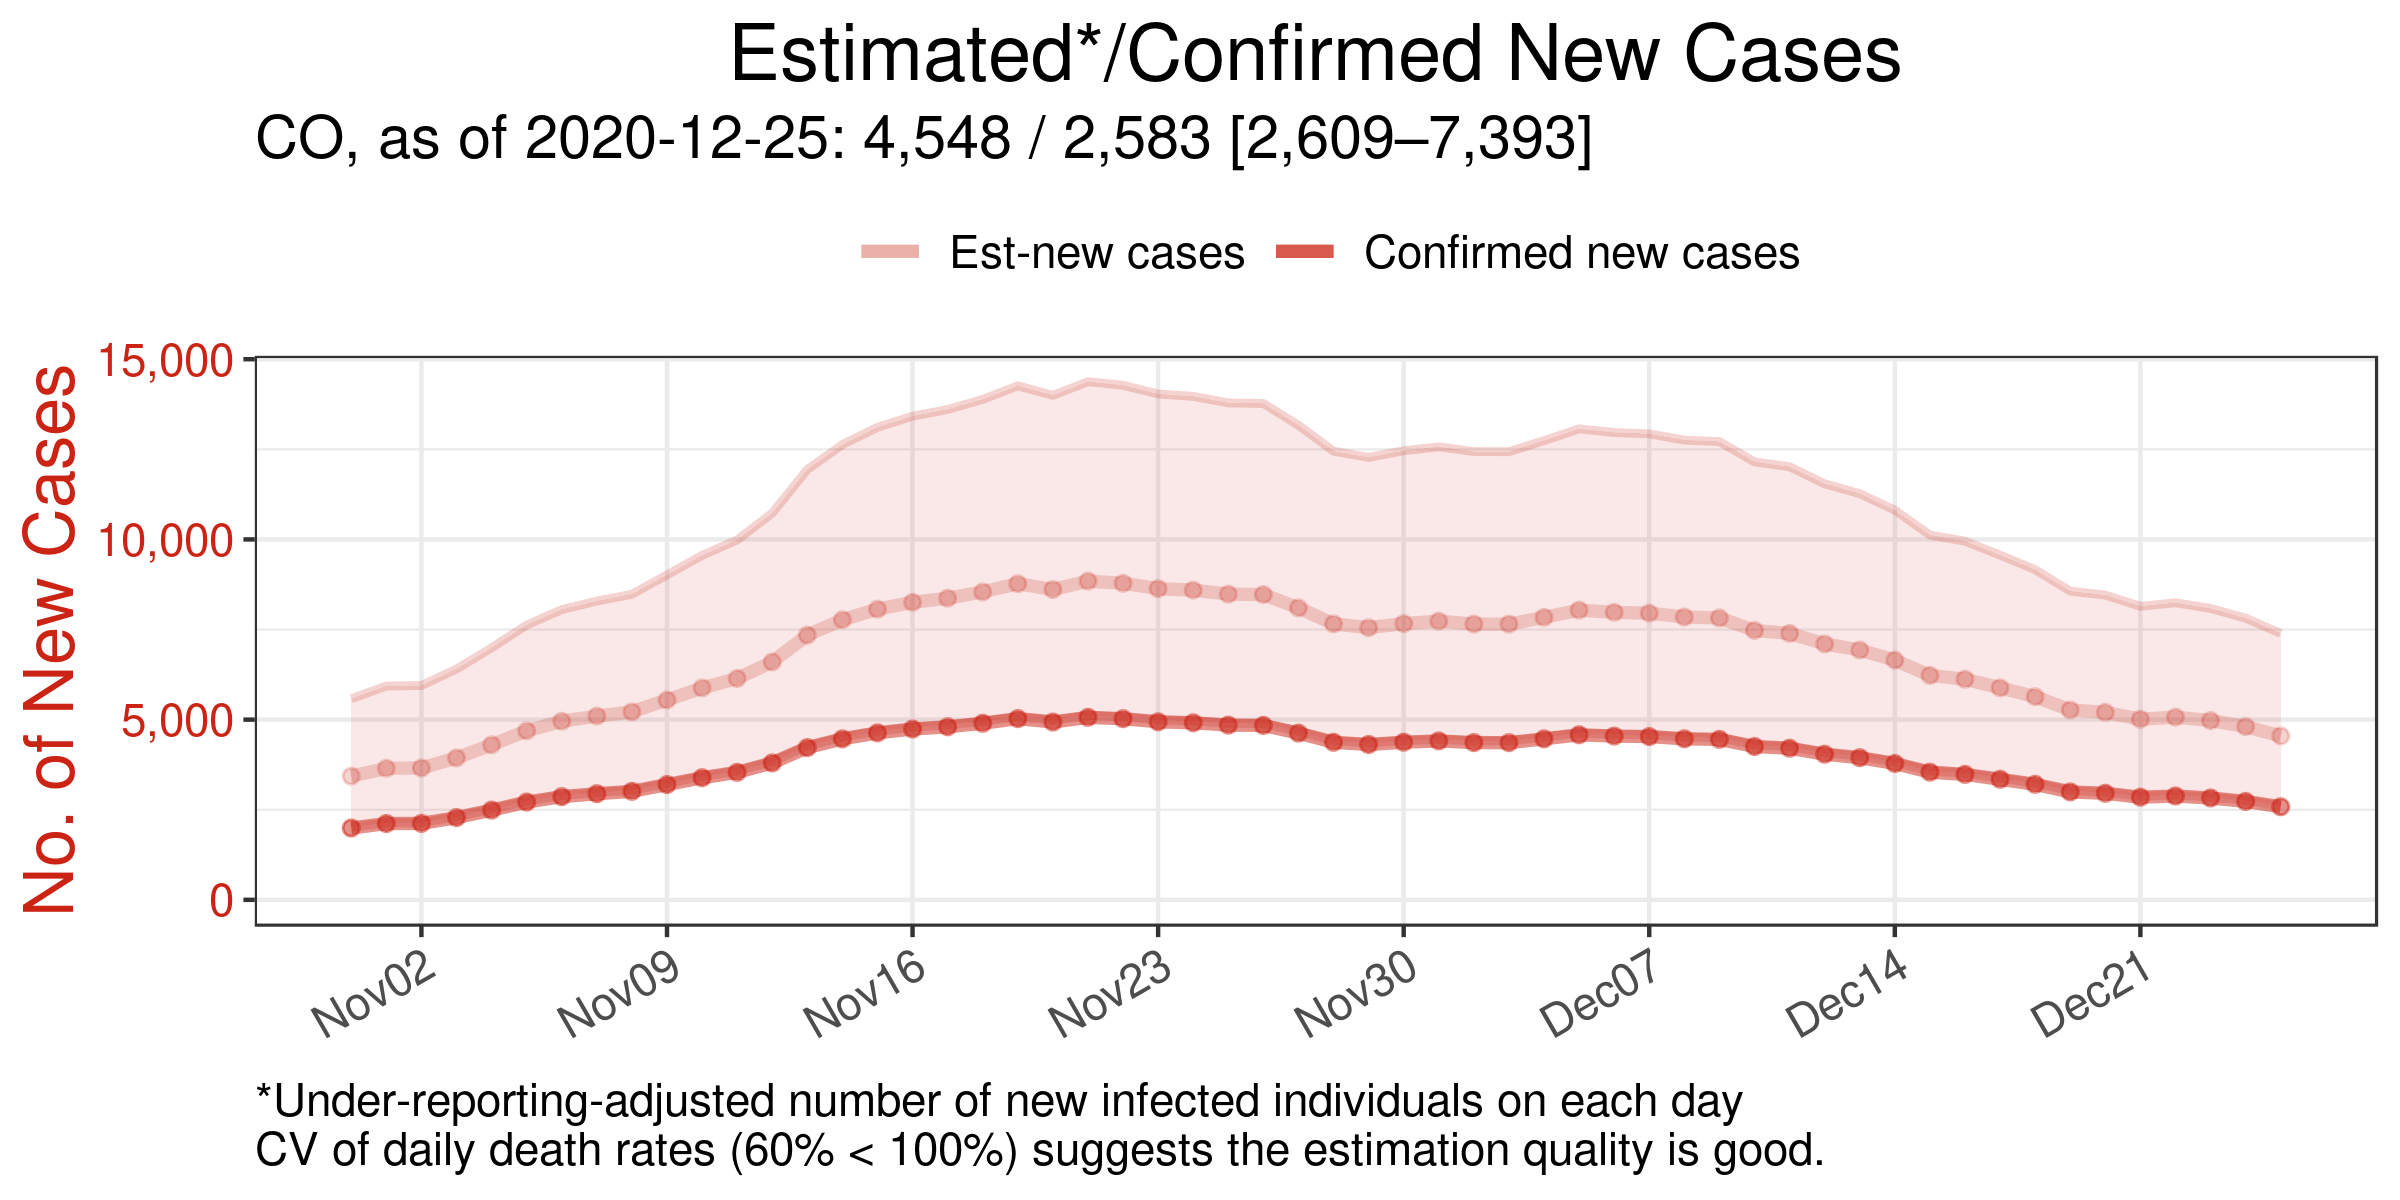 Estimated*/Confirmed New Cases
CO, as of 2020-12-25: 4,548 / 2,583 [2,609–7,393]
Est-new cases Confirmed new cases
No. of New Cases
15,000
10,000
5,000
0
Nov02 Nov09 Nov16 Nov23 Nov30 Dec07 Dec14 Dec21
*Under-reporting-adjusted number of new infected individuals on each day
CV of daily death rates (60% < 100%) suggests the estimation quality is good.